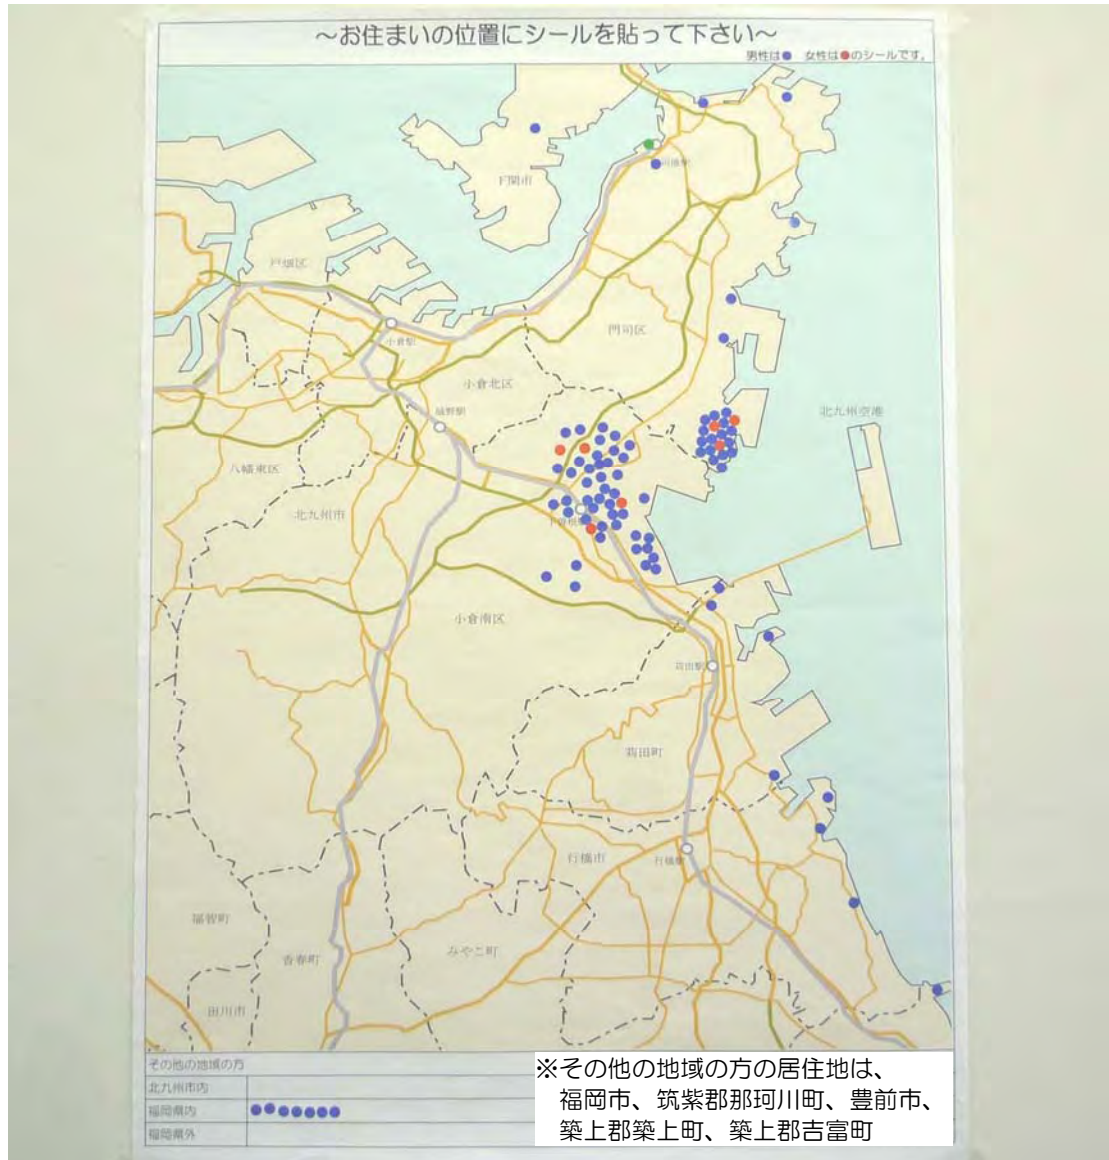 ～お住まいの位置にシールを貼って下さい～
男性は● 女性は●のシールです。
下関市
戸畑区
門司区
小倉駅
小倉北区
城野駅
北九州空港
八幡東区
北九州市
下曽根駅
小倉南区
苅田駅
苅田町
行橋市
行橋駅
福智町
みやこ町
香春町
田川市
その他の地域の方
北九州市内
福岡県内
福岡県外
※その他の地域の方の居住地は、
福岡市、筑紫郡那珂川町、豊前市、
築上郡築上町、築上郡吉富町